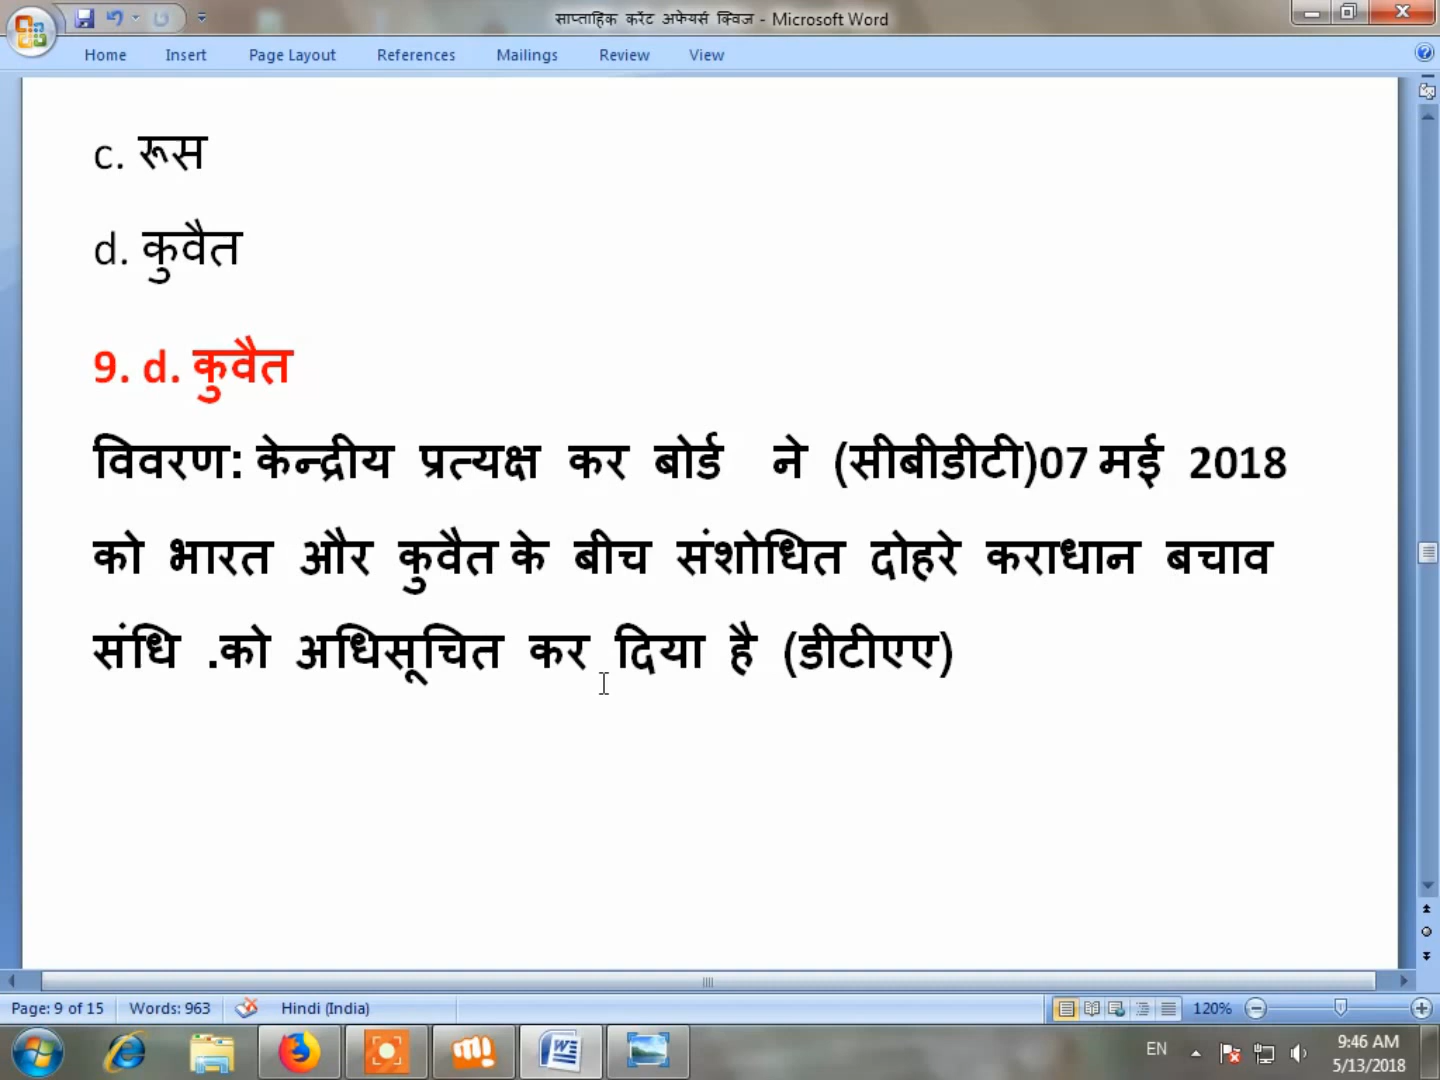 साप्ताहिक करेंट अफेयर्स क्विज - Microsoft Word
Home Insert Page Layout References Mailings Review View
c. रूस
d. कुवैत
9. d. कुवैत
विवरण: केन्द्रीय प्रत्यक्ष कर बोर्ड ने (सीबीडीटी)07 मई 2018
को भारत और कुवैत के बीच संशोधित दोहरे कराधान बचाव
संधि .को अधिसूचित कर दिया है (डीटीएए)
Page: 9 of 15 Words: 963 Hindi (India) 120%
EN 9:46 AM
5/13/2018